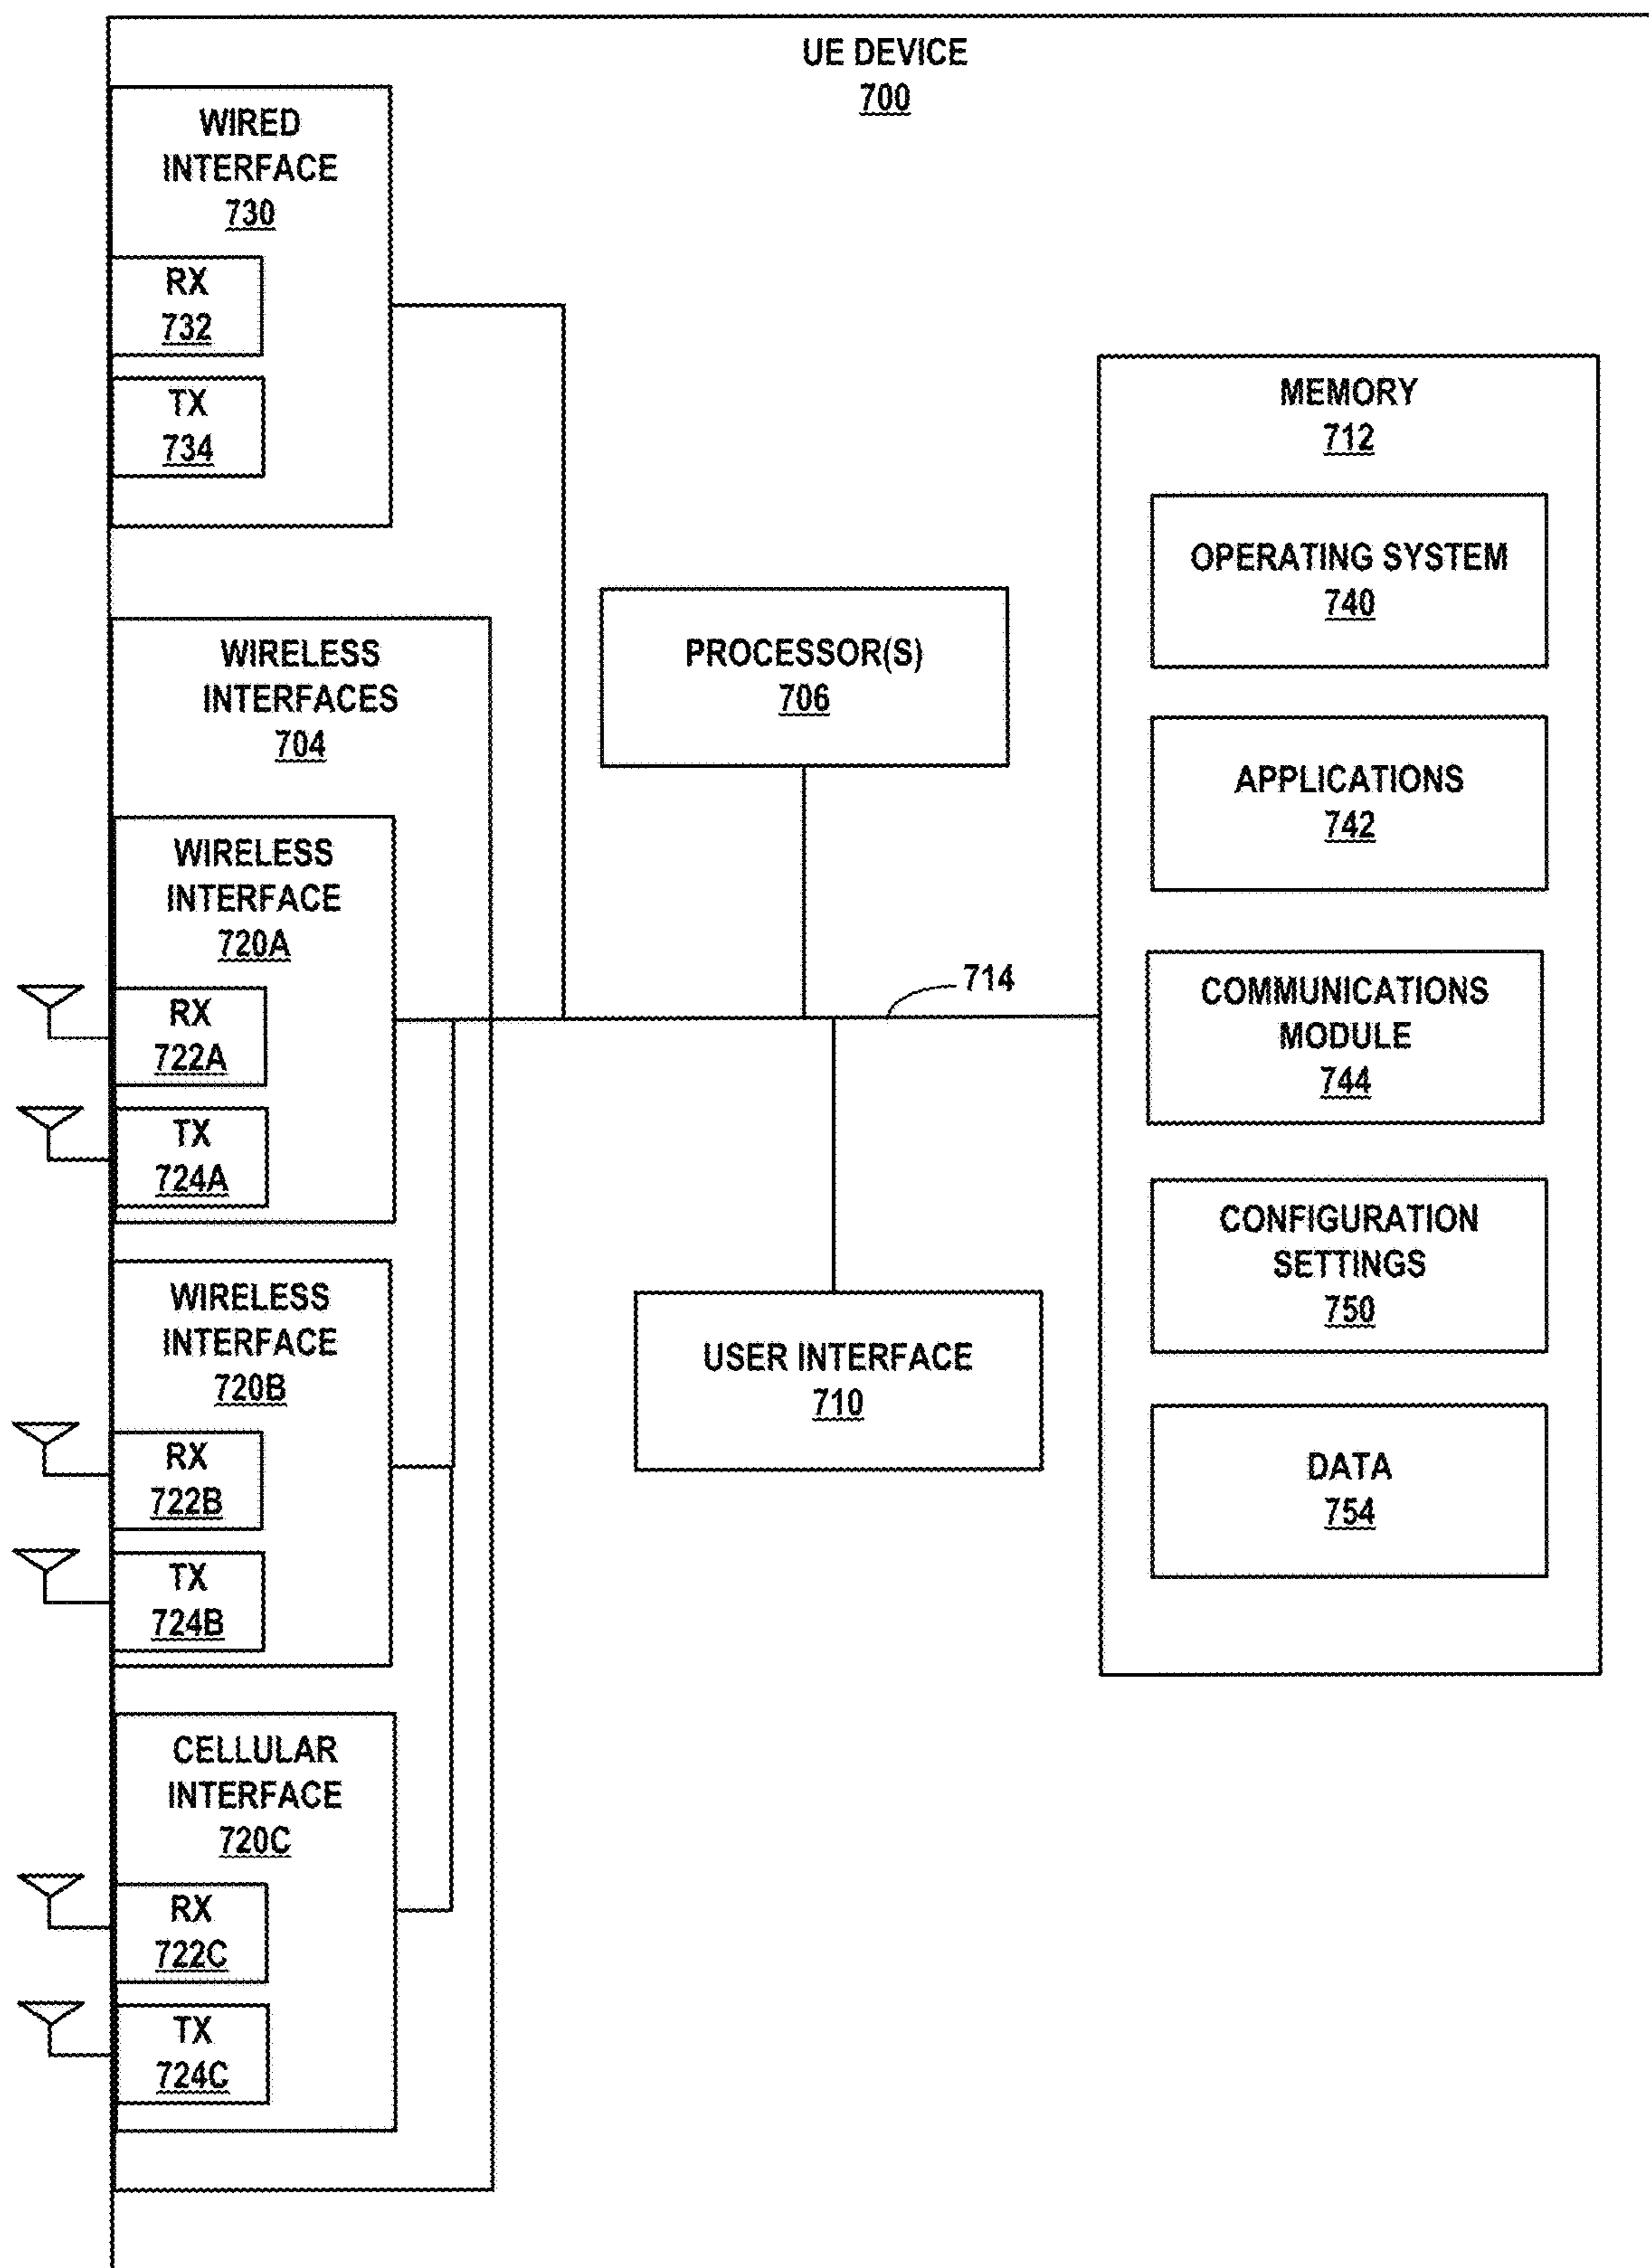 UE DEVICE
700
WIRED
INTERFACE
730
RX
732
TX
734
WIRELESS
INTERFACES
704
WIRELESS
INTERFACE
720A
RX
722A
TX
724A
WIRELESS
INTERFACE
720B
RX
722B
TX
724B
CELLULAR
INTERFACE
720C
RX
722C
TX
724C
PROCESSOR(S)
706
714
USER INTERFACE
710
MEMORY
712
OPERATING SYSTEM
740
APPLICATIONS
742
COMMUNICATIONS
MODULE
744
CONFIGURATION
SETTINGS
750
DATA
754